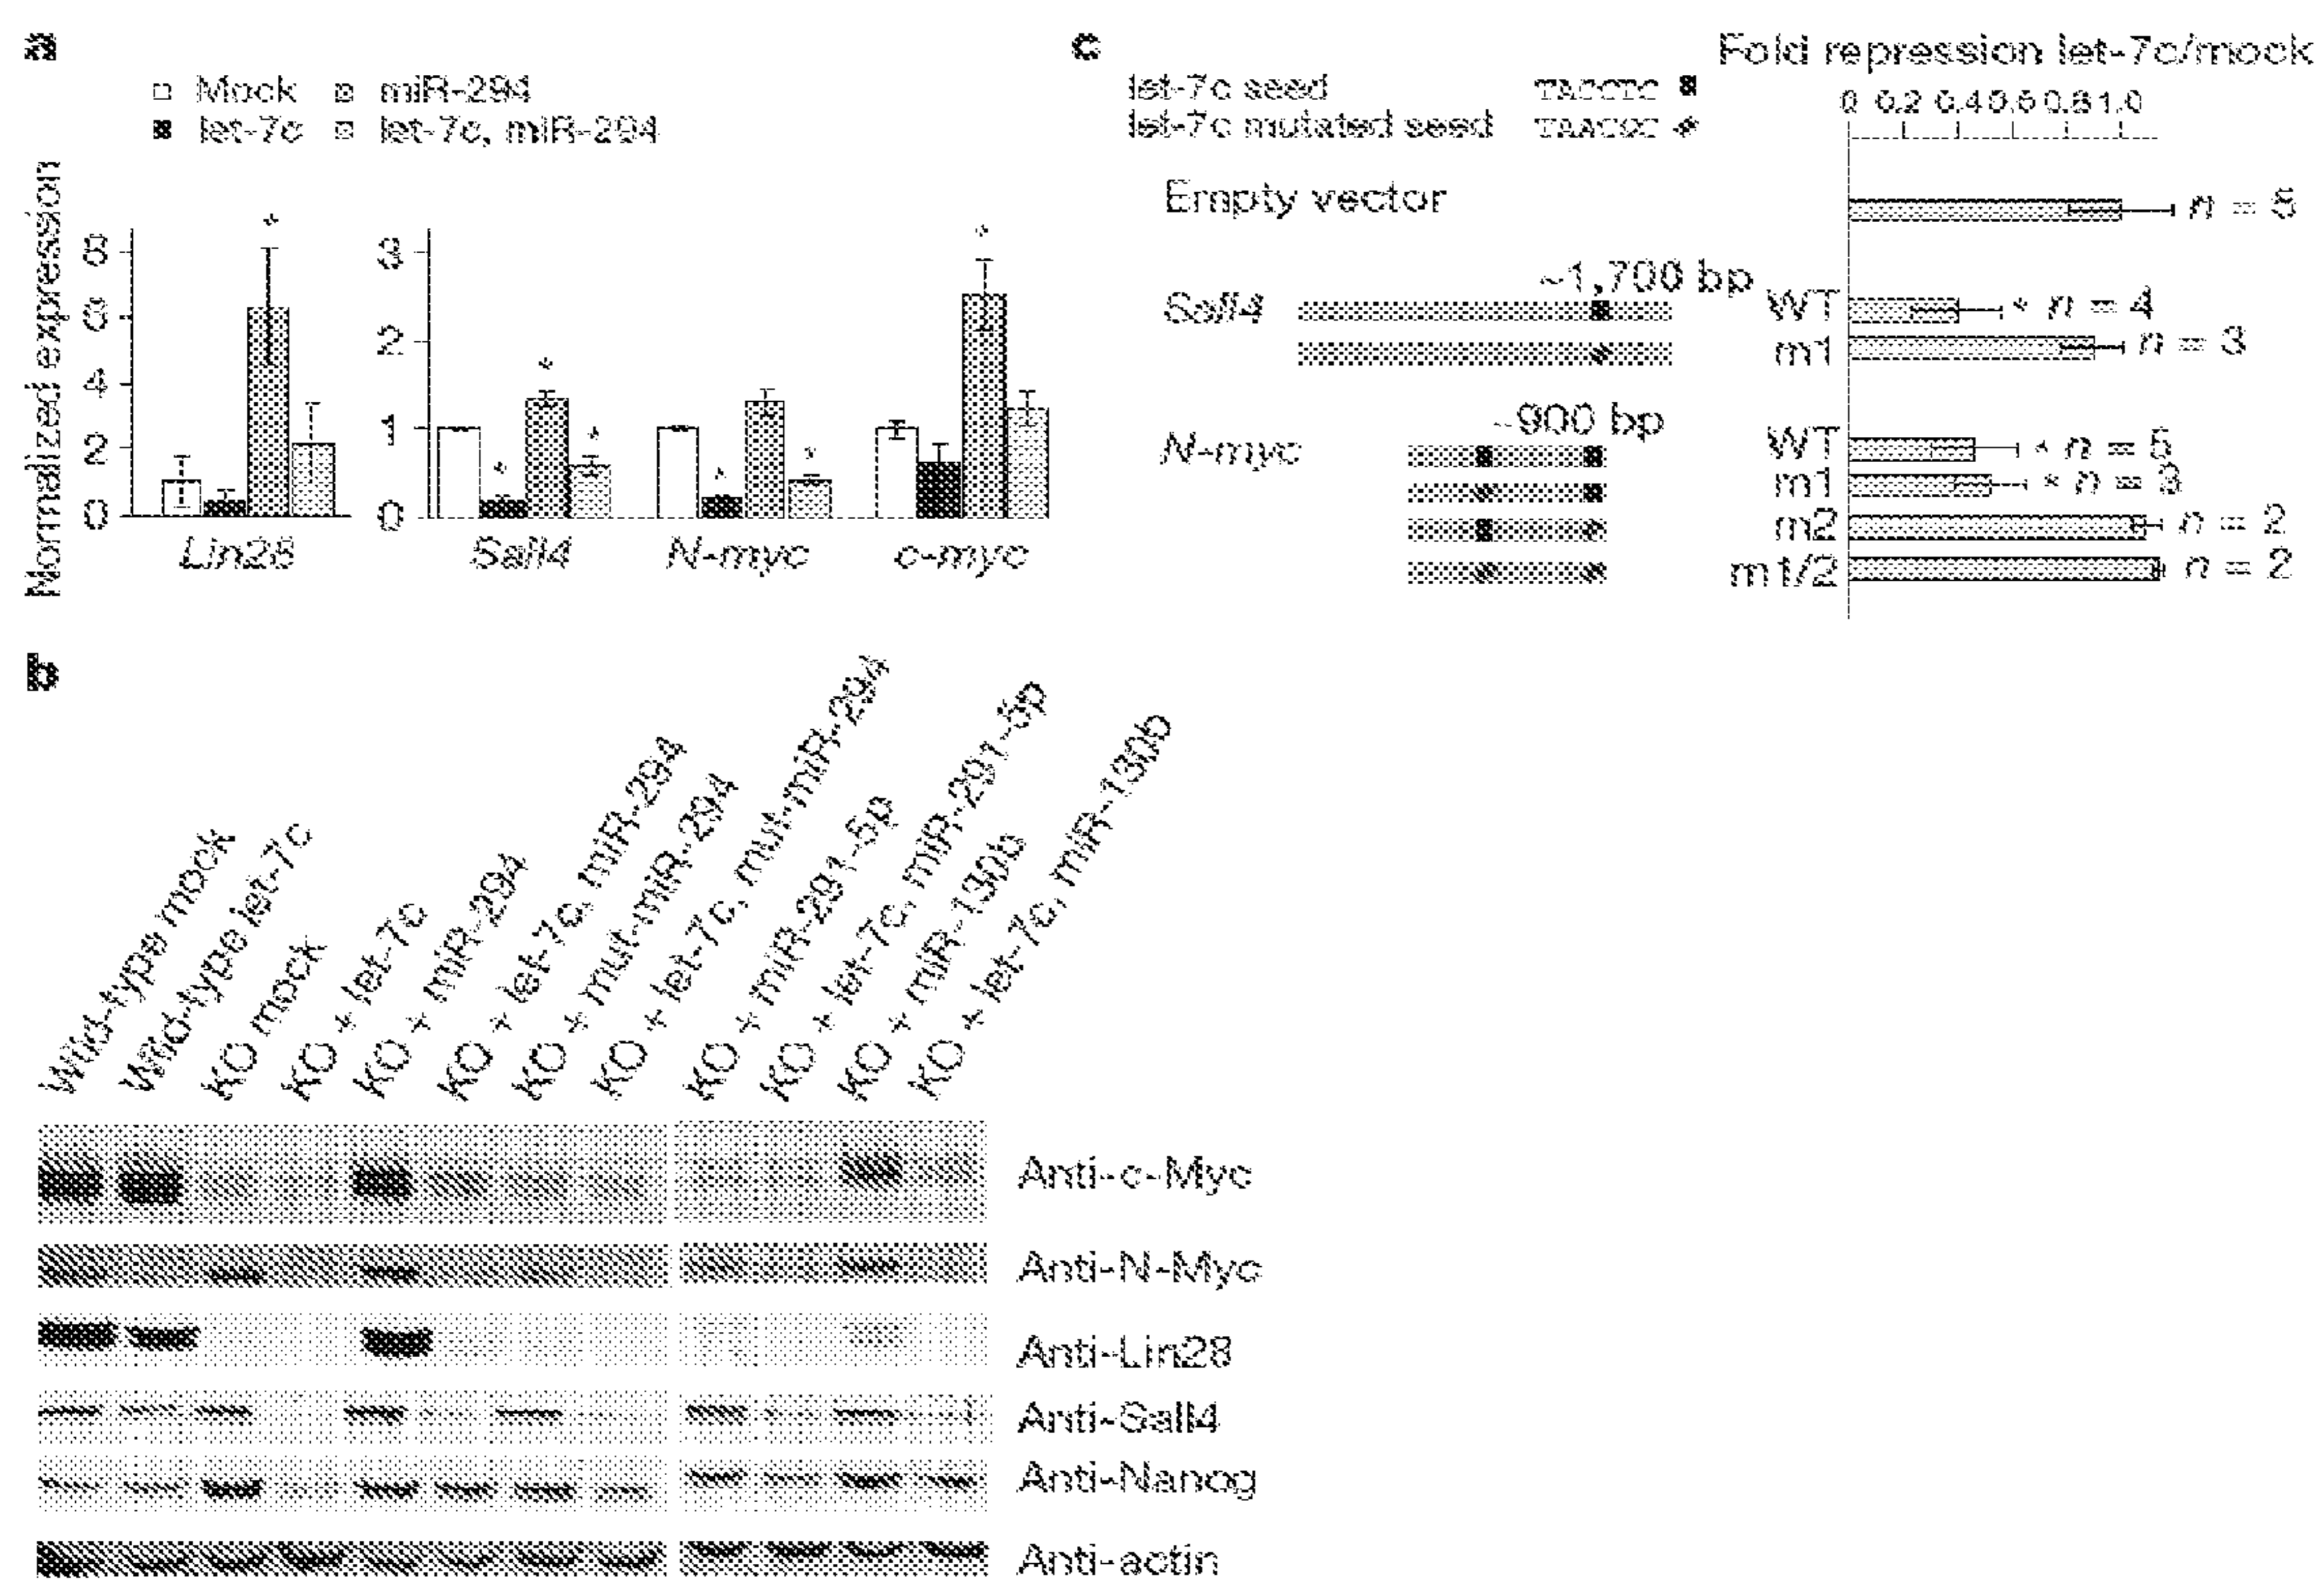 a
Mock miR-294
let-7c let-7c, miR-294
Normalized expression
8
6
4
2
0
*
Lin28
3
2
1
0
* * *
* *
*
Sall4 N-myc c-myc
c
Fold repression let-7c/mock
0 0.2 0.4 0.6 0.8 1.0
let-7c seed TACCTC
let-7c mutated seed TAACGC
Empty vector n = 5
~1,700 bp
Sall4 WT * n = 4
m1 n = 3
~900 bp
N-myc WT * n = 5
m1 * n = 3
m2 n = 2
m1/2 n = 2
b
Wild-type mock
Wild-type let-7c
KO mock
KO + let-7c
KO + miR-294
KO + let-7c, miR-294
KO + mut-miR-294
KO + let-7c, mut-miR-294
KO + miR-291-5p
KO + let-7c, miR-291-5p
KO + miR-130b
KO + let-7c, miR-130b
Anti-c-Myc
Anti-N-Myc
Anti-Lin28
Anti-Sall4
Anti-Nanog
Anti-actin